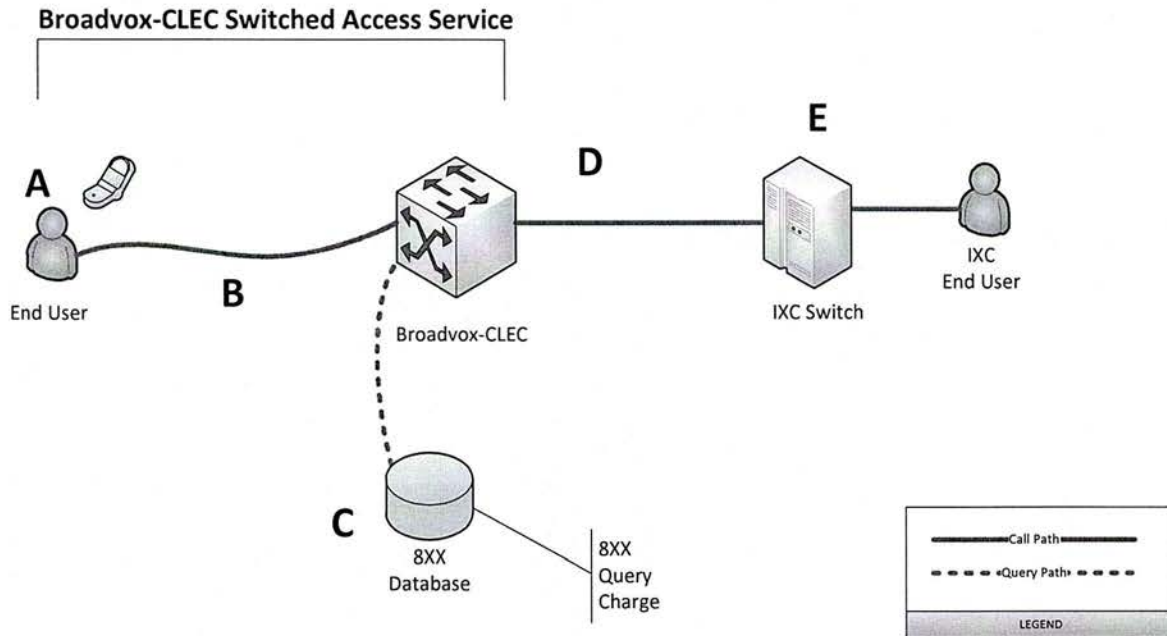 Broadvox-CLEC Switched Access Service
A
End User
B
Broadvox-CLEC
D
E
IXC Switch
IXC
End User
C
8XX
Database
8XX
Query
Charge
Call Path
Query Path
LEGEND